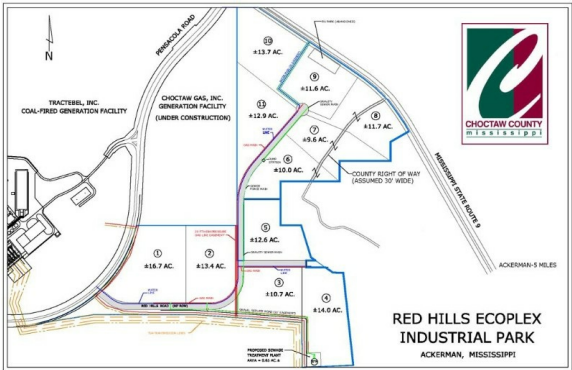 N
PENSACOLA ROAD
TRACTEBEL, INC.
COAL-FIRED GENERATION FACILITY
CHOCTAW GAS, INC.
GENERATION FACILITY
(UNDER CONSTRUCTION)
10
±13.7 AC.
9
±11.6 AC.
11
±12.9 AC.
8
±11.7 AC.
7
±9.6 AC.
6
±10.0 AC.
COUNTY RIGHT OF WAY
(ASSUMED 30' WIDE)
MISSISSIPPI STATE ROUTE 9
ACKERMAN-5 MILES
CHOCTAW COUNTY
mississippi
5
±12.6 AC.
1
±16.7 AC.
2
±13.4 AC.
3
±10.7 AC.
4
±14.0 AC.
RED HILLS ROAD
PROPOSED SEWAGE
TREATMENT PLANT
RED HILLS ECOPLEX
INDUSTRIAL PARK
ACKERMAN, MISSISSIPPI